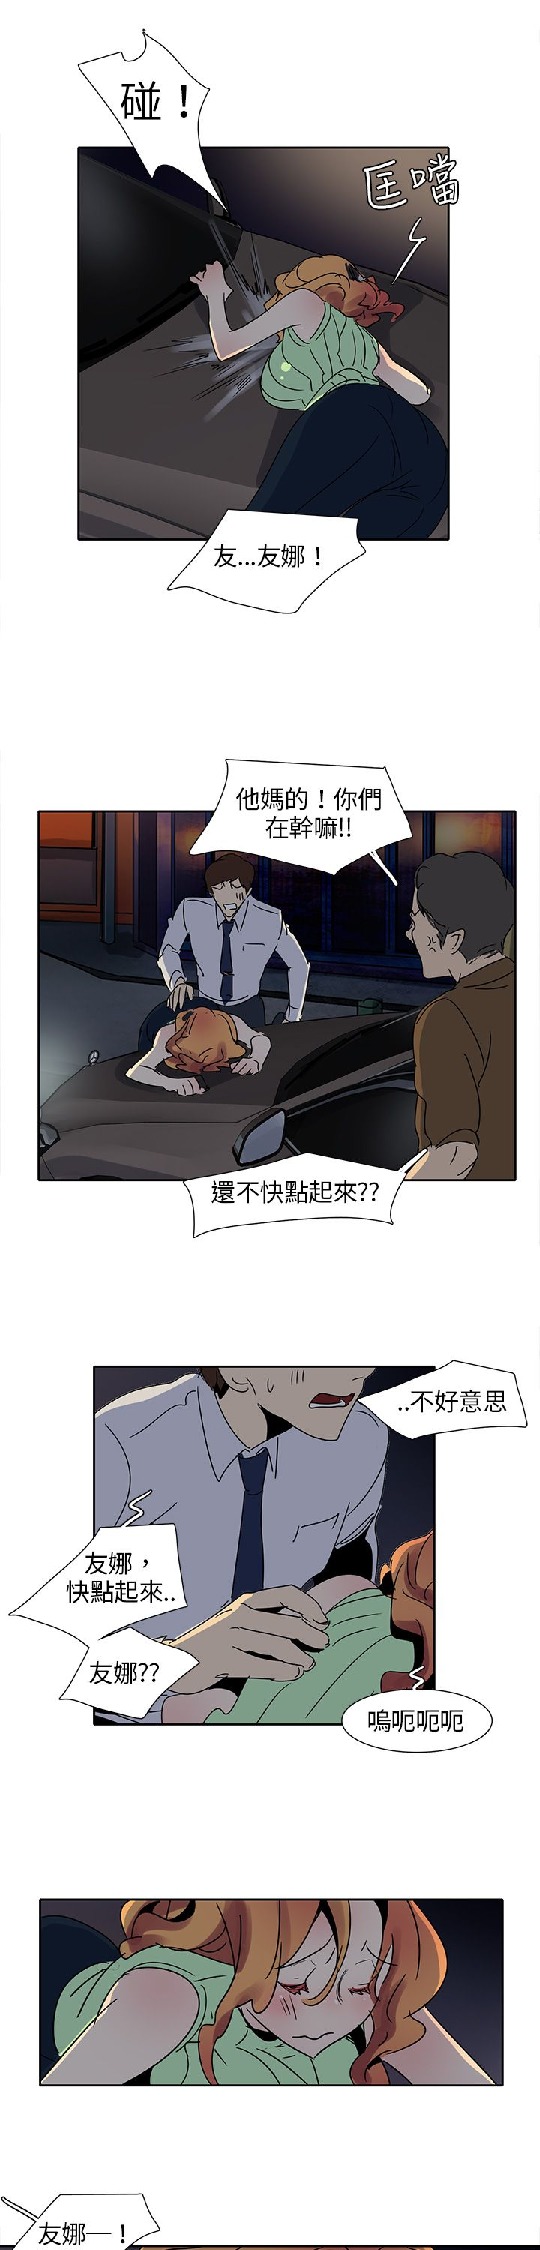 碰！
匡噹
友...友娜！
他媽的！你們
在幹嘛!!
還不快點起來??
..不好意思
友娜，
快點起來..
友娜??
嗚呃呃呃
友娜─！